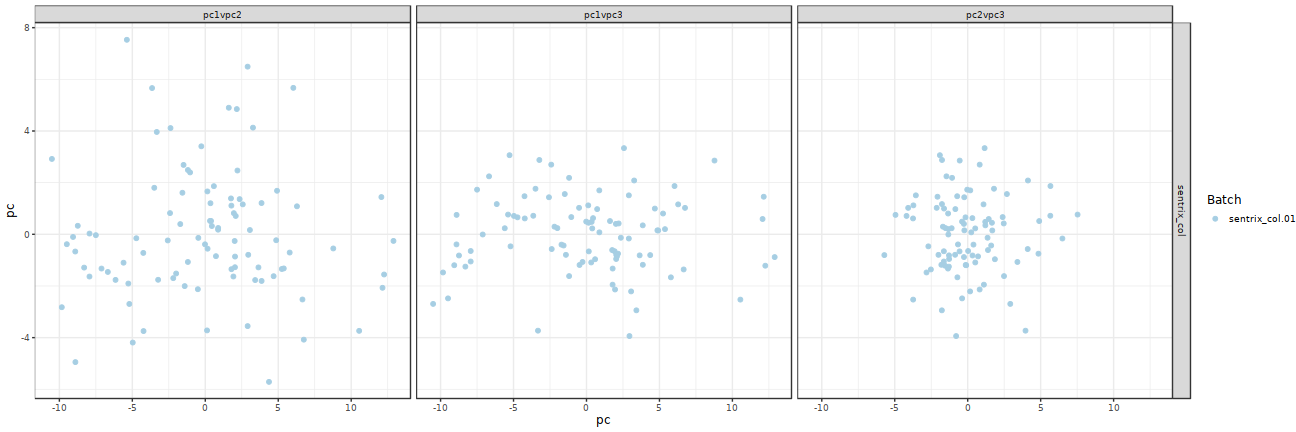 pc1vpc2 pc1vpc3 pc2vpc3
8
4
0
-4
pc
sentrix_col
Batch
sentrix_col.01
-10 -5 0 5 10 -10 -5 0 5 10 -10 -5 0 5 10
pc